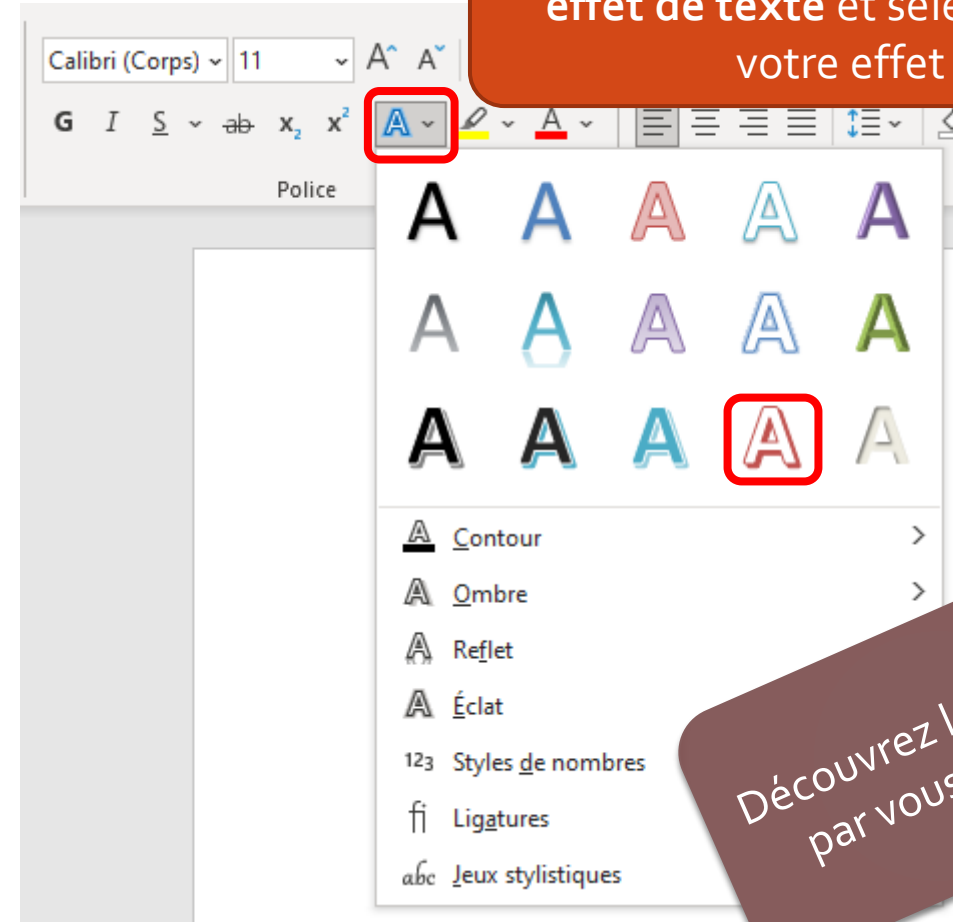 effet de texte et séle
votre effet
Calibri (Corps) 11 A A
G I S ab x₂ x² A A
Police
A A A A A
A A A A A
A A A A A
Contour
Ombre
Reflet
Éclat
123 Styles de nombres
fi Ligatures
abc Jeux stylistiques
Découvrez l
par vous